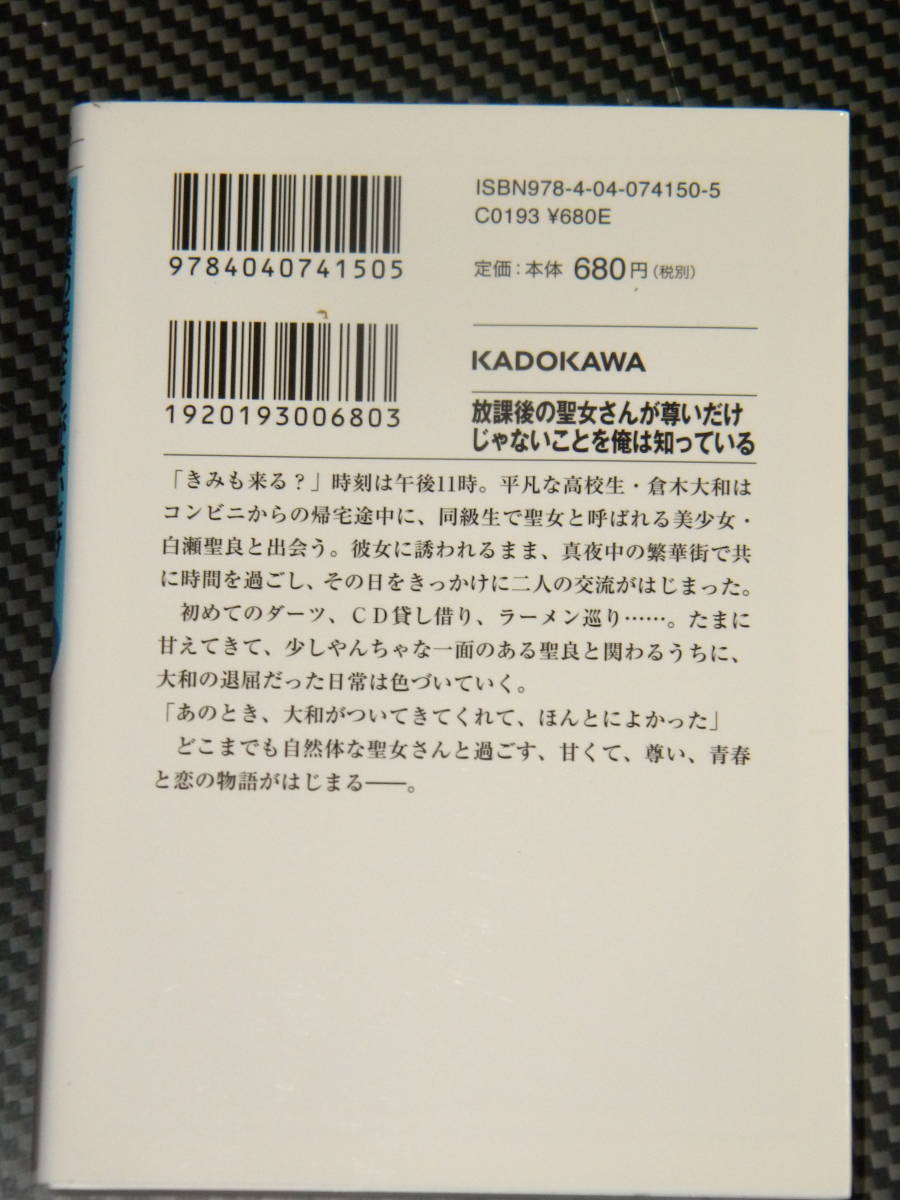 ISBN978-4-04-074150-5
C0193 ¥680E
9784040741505
定価：本体 680円（税別）
1920193006803
KADOKAWA
放課後の聖女さんが尊いだけ
じゃないことを俺は知っている
「きみも来る？」時刻は午後11時。平凡な高校生・倉木大和は
コンビニからの帰宅途中に、同級生で聖女と呼ばれる美少女・
白瀬聖良と出会う。彼女に誘われるまま、真夜中の繁華街で共
に時間を過ごし、その日をきっかけに二人の交流がはじまった。
初めてのダーツ、ＣＤ貸し借り、ラーメン巡り……。たまに
甘えてきて、少しやんちゃな一面のある聖良と関わるうちに、
大和の退屈だった日常は色づいていく。
「あのとき、大和がついてきてくれて、ほんとによかった」
どこまでも自然体な聖女さんと過ごす、甘くて、尊い、青春
と恋の物語がはじまる――。